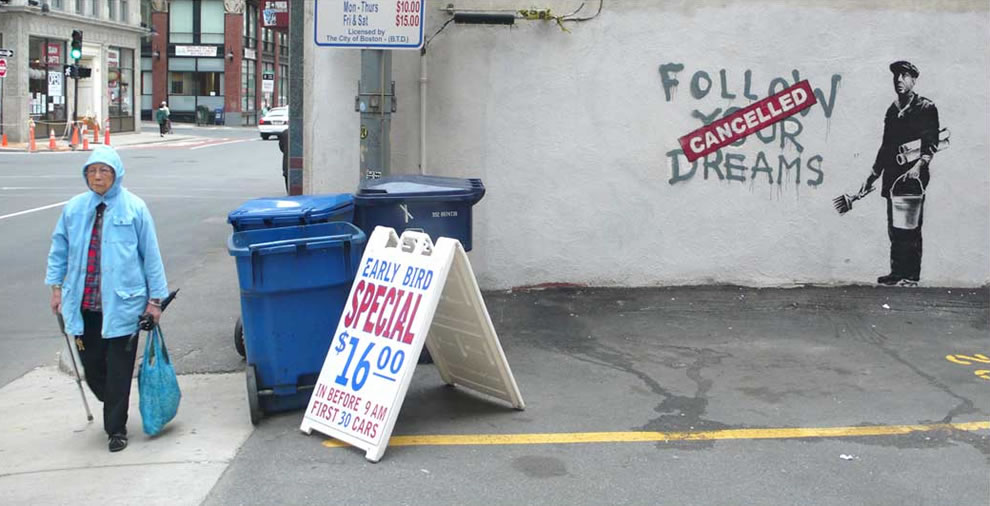 Mon - Thurs $10.00
Fri & Sat $15.00
Licensed by
The City of Boston - (B.T.D.)
FOLLOW
YOUR
CANCELLED
DREAMS
EARLY BIRD
SPECIAL
$16.00
IN BEFORE 9 AM
FIRST 30 CARS